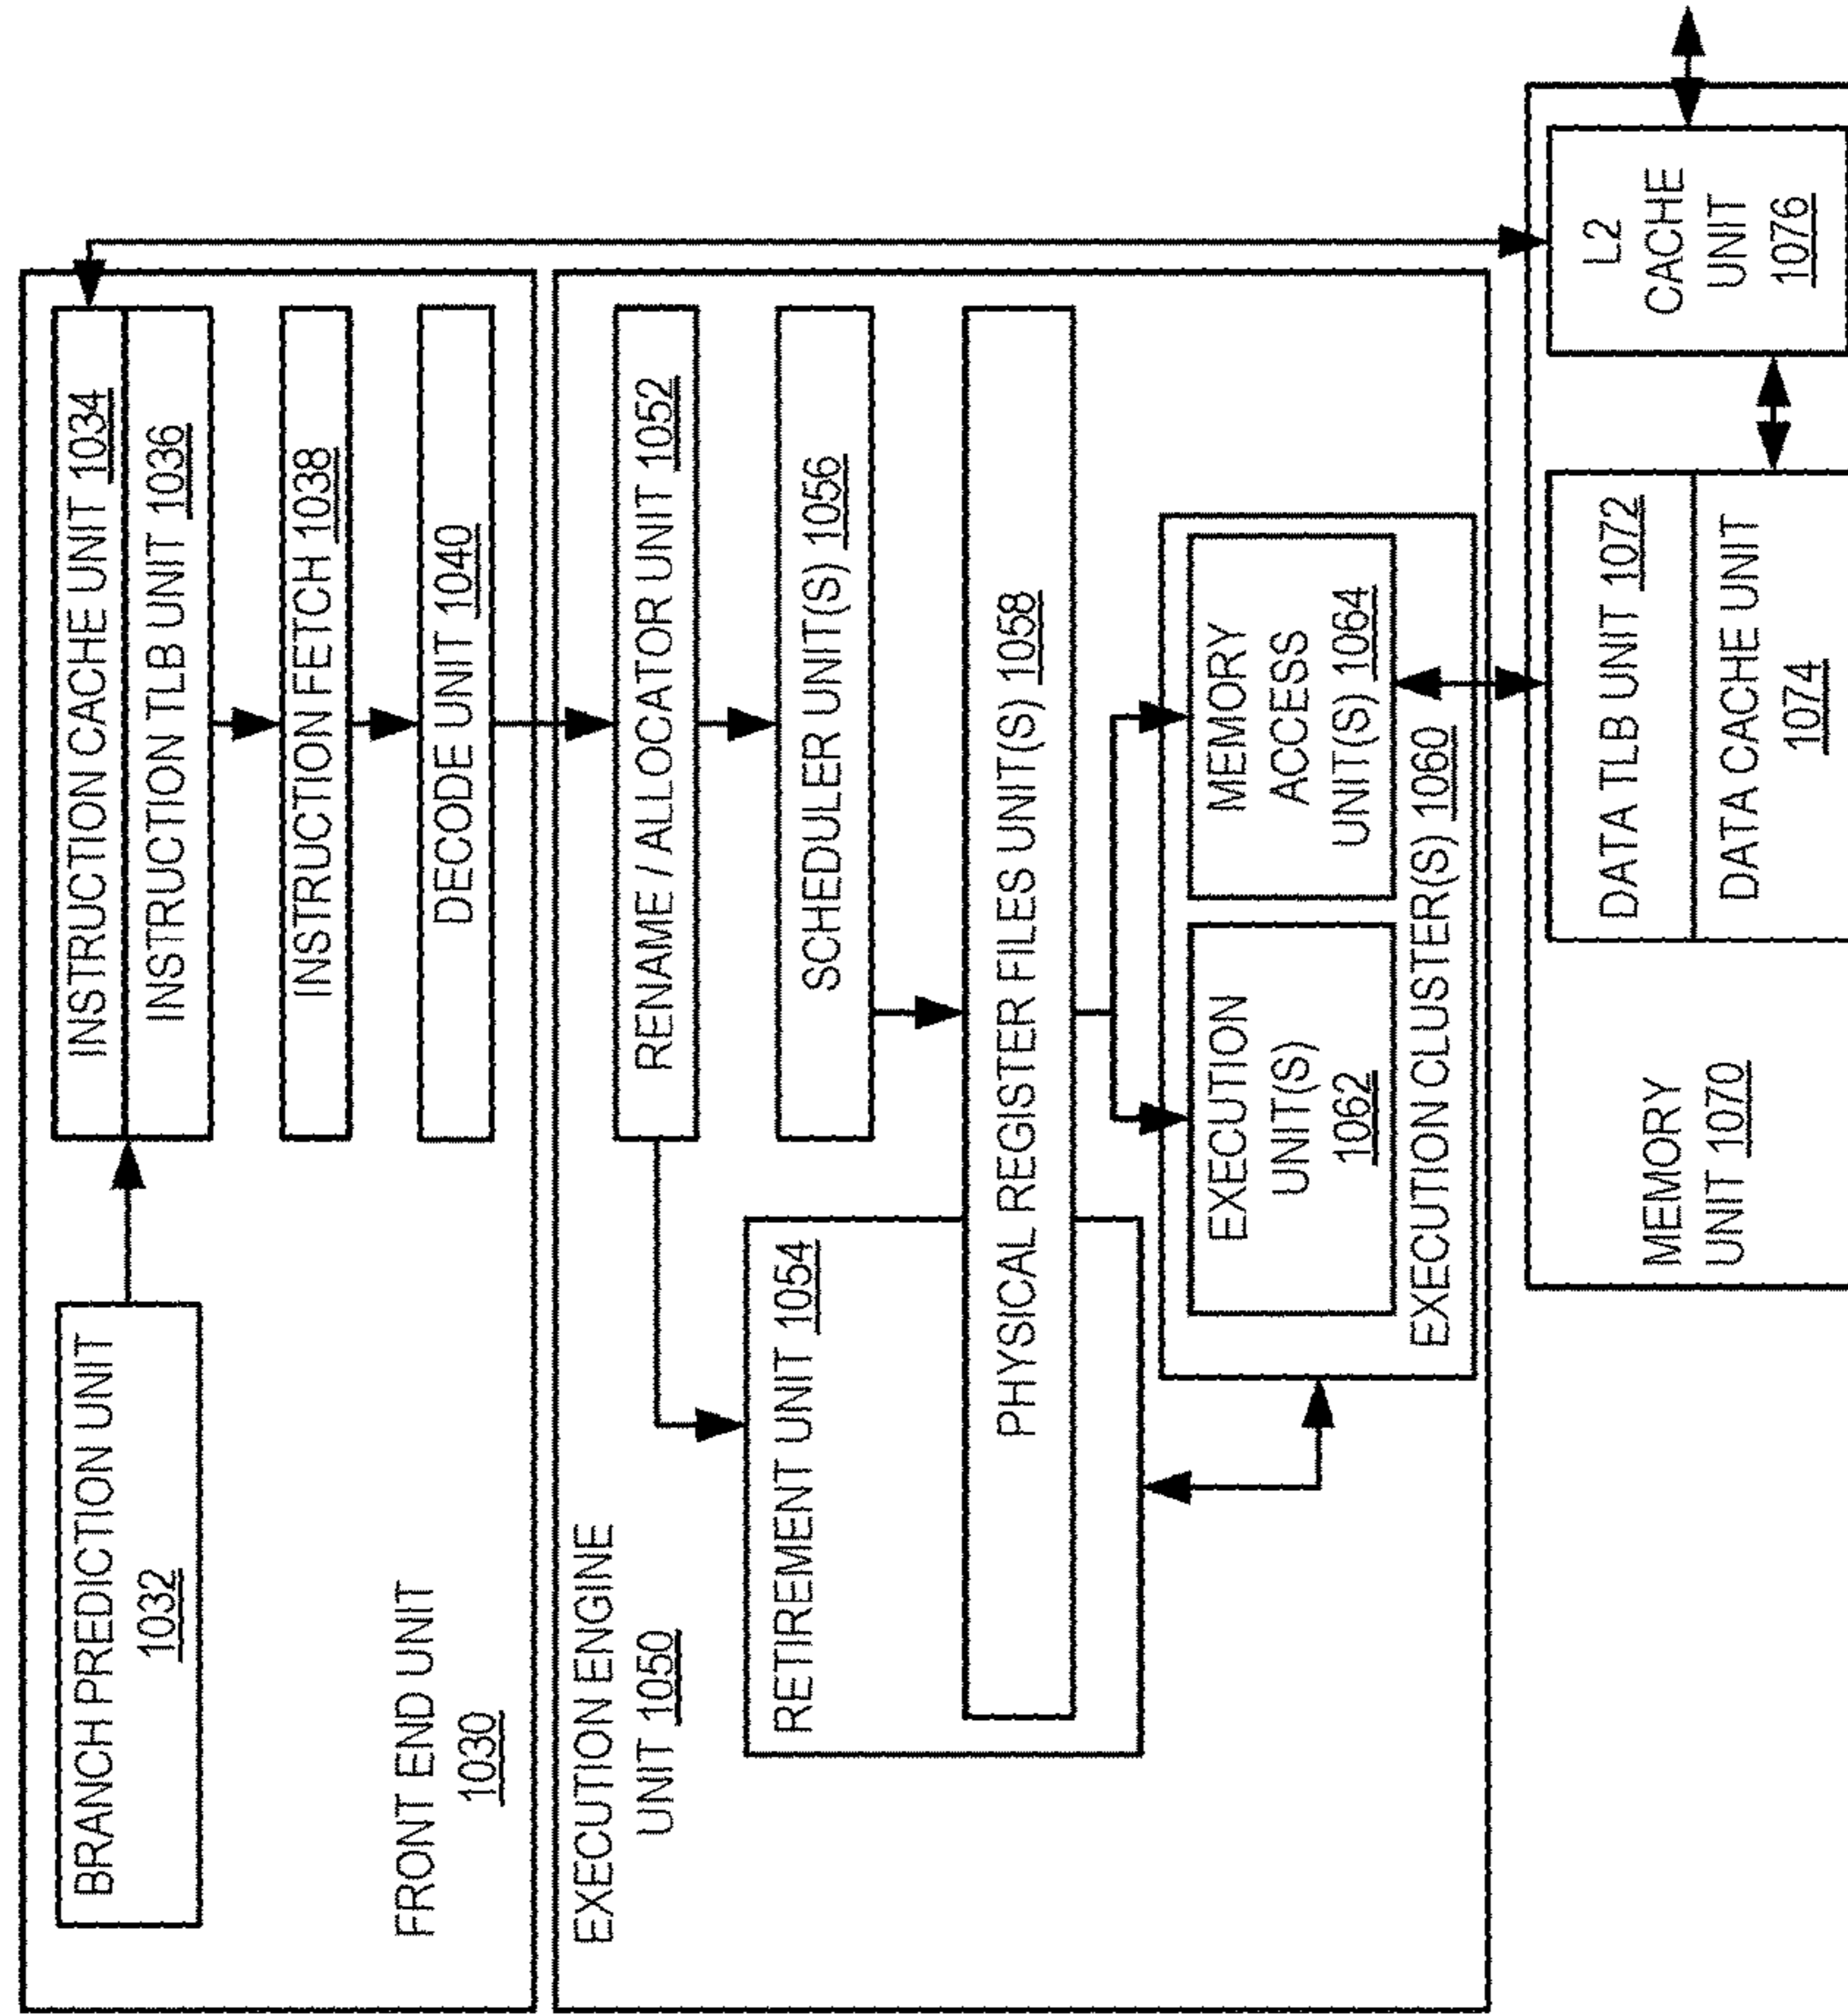 BRANCH PREDICTION UNIT
1032
INSTRUCTION CACHE UNIT 1034
INSTRUCTION TLB UNIT 1036
INSTRUCTION FETCH 1038
DECODE UNIT 1040
FRONT END UNIT
1030
EXECUTION ENGINE
UNIT 1050
RENAME / ALLOCATOR UNIT 1052
RETIREMENT UNIT 1054
SCHEDULER UNIT(S) 1056
PHYSICAL REGISTER FILES UNIT(S) 1058
EXECUTION
UNIT(S)
1062
MEMORY
ACCESS
UNIT(S) 1064
EXECUTION CLUSTER(S) 1060
MEMORY
UNIT 1070
DATA TLB UNIT 1072
DATA CACHE UNIT
1074
L2
CACHE
UNIT
1076